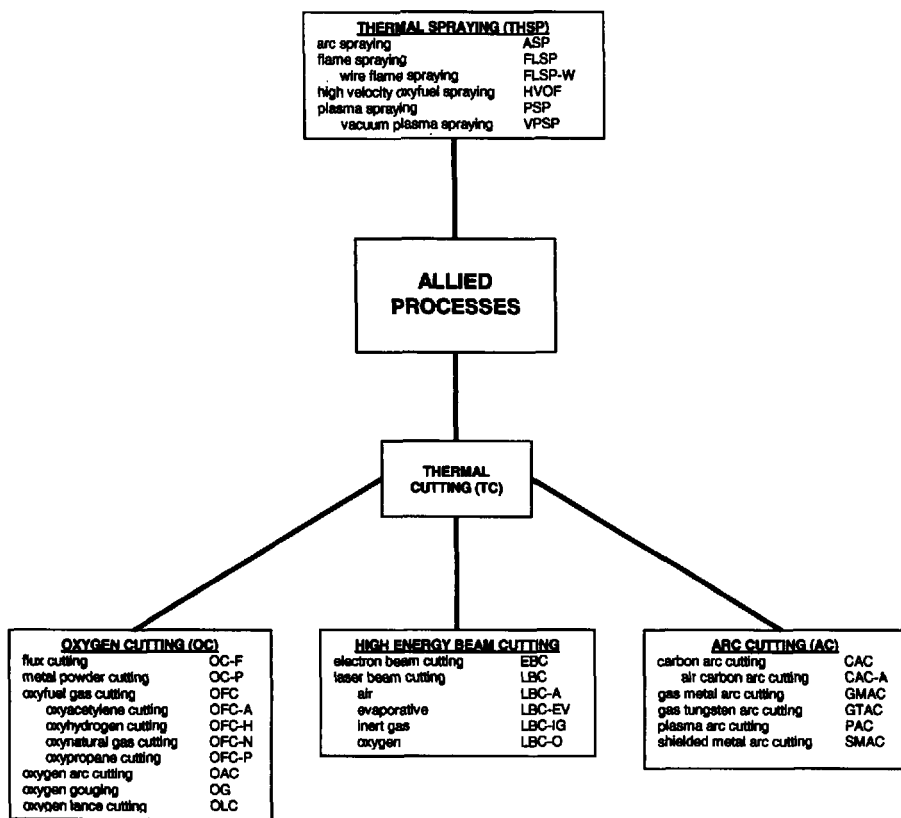 THERMAL SPRAYING (THSP)
arc spraying ASP
flame spraying FLSP
wire flame spraying FLSP-W
high velocity oxyfuel spraying HVOF
plasma spraying PSP
vacuum plasma spraying VPSP
ALLIED
PROCESSES
THERMAL
CUTTING (TC)
OXYGEN CUTTING (OC)
flux cutting OC-F
metal powder cutting OC-P
oxyfuel gas cutting OFC
oxyacetylene cutting OFC-A
oxyhydrogen cutting OFC-H
oxynatural gas cutting OFC-N
oxypropane cutting OFC-P
oxygen arc cutting OAC
oxygen gouging OG
oxygen lance cutting OLC
HIGH ENERGY BEAM CUTTING
electron beam cutting EBC
laser beam cutting LBC
air LBC-A
evaporative LBC-EV
inert gas LBC-IG
oxygen LBC-O
ARC CUTTING (AC)
carbon arc cutting CAC
air carbon arc cutting CAC-A
gas metal arc cutting GMAC
gas tungsten arc cutting GTAC
plasma arc cutting PAC
shielded metal arc cutting SMAC